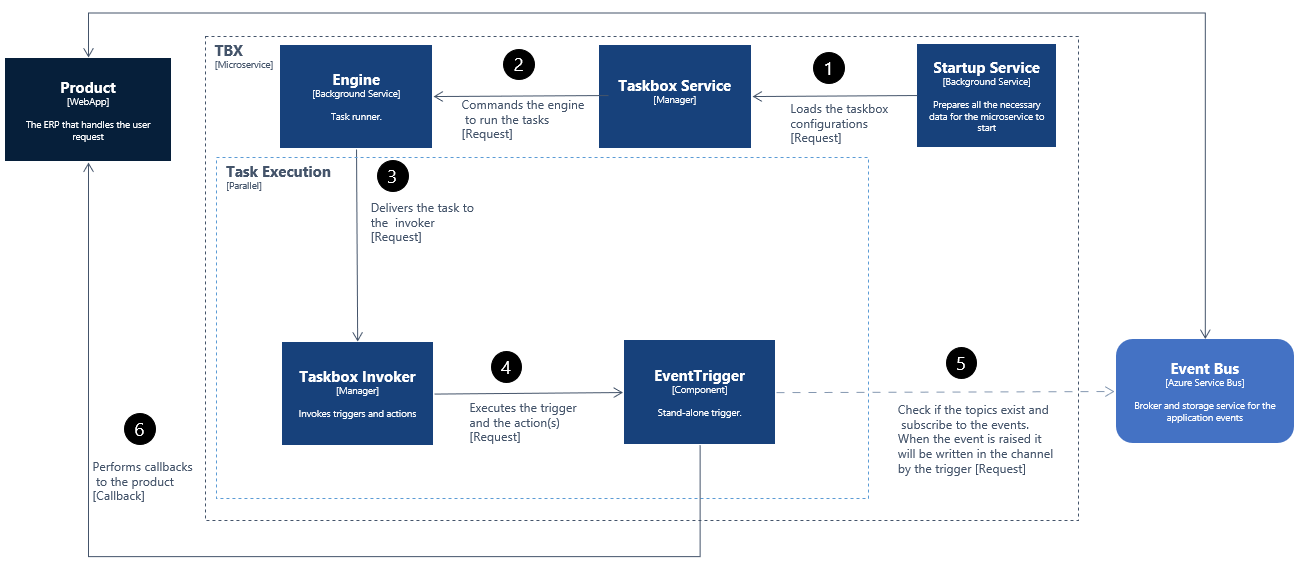 TBX
[Microservice]
Product
[WebApp]
The ERP that handles the user
request
Engine
[Background Service]
Task runner.
2
Commands the engine
to run the tasks
[Request]
Taskbox Service
[Manager]
1
Loads the taskbox
configurations
[Request]
Startup Service
[Background Service]
Prepares all the necessary
data for the microservice to
start
Task Execution
[Parallel]
3
Delivers the task to
the invoker
[Request]
Taskbox Invoker
[Manager]
Invokes triggers and actions
4
Executes the trigger
and the action(s)
[Request]
EventTrigger
[Component]
Stand-alone trigger.
5
Check if the topics exist and
subscribe to the events.
When the event is raised it
will be written in the channel
by the trigger [Request]
Event Bus
[Azure Service Bus]
Broker and storage service for the
application events
6
Performs callbacks
to the product
[Callback]